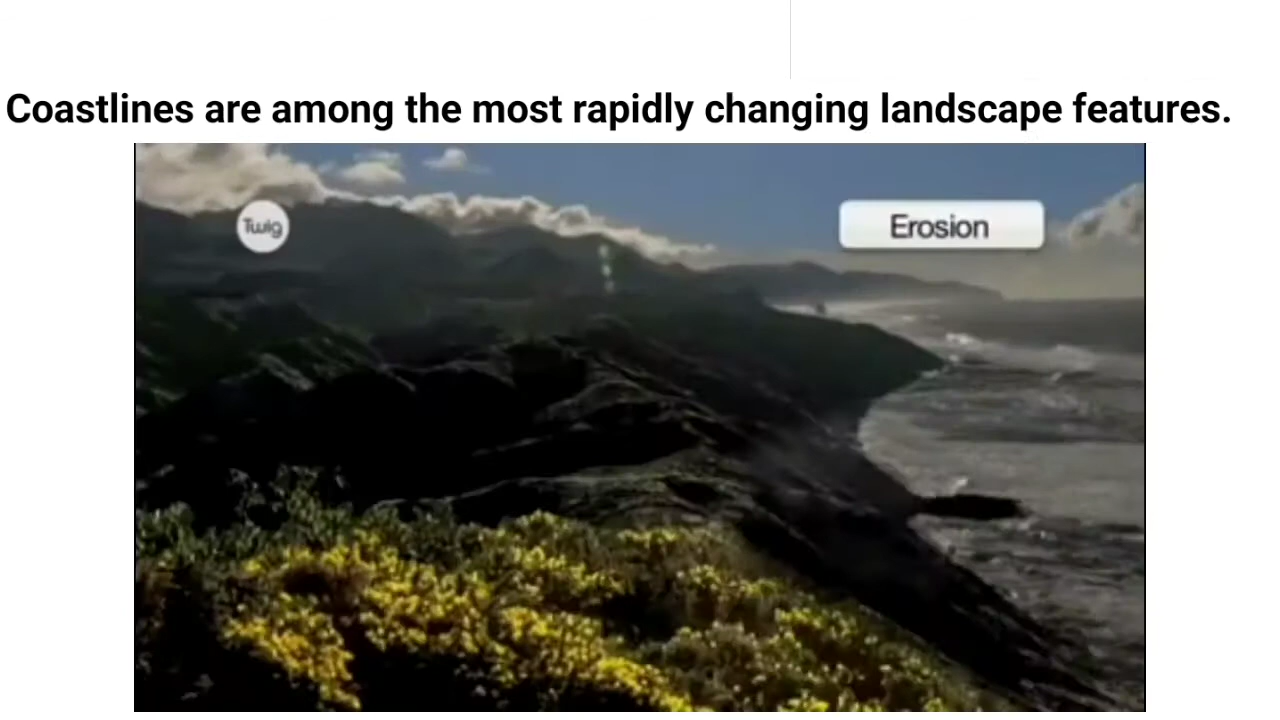 Coastlines are among the most rapidly changing landscape features.
Twig
Erosion